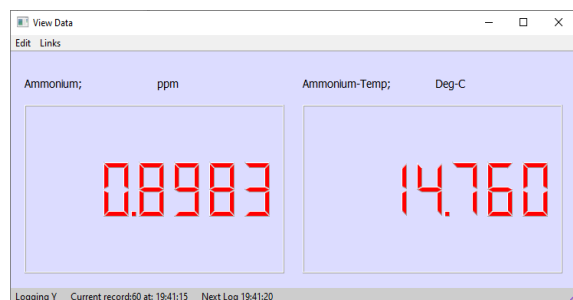 View Data
Edit Links
Ammonium; ppm Ammonium-Temp; Deg-C
0.8983 14.760
Logging Y Current record:60 at: 19:41:15 Next Log 19:41:20